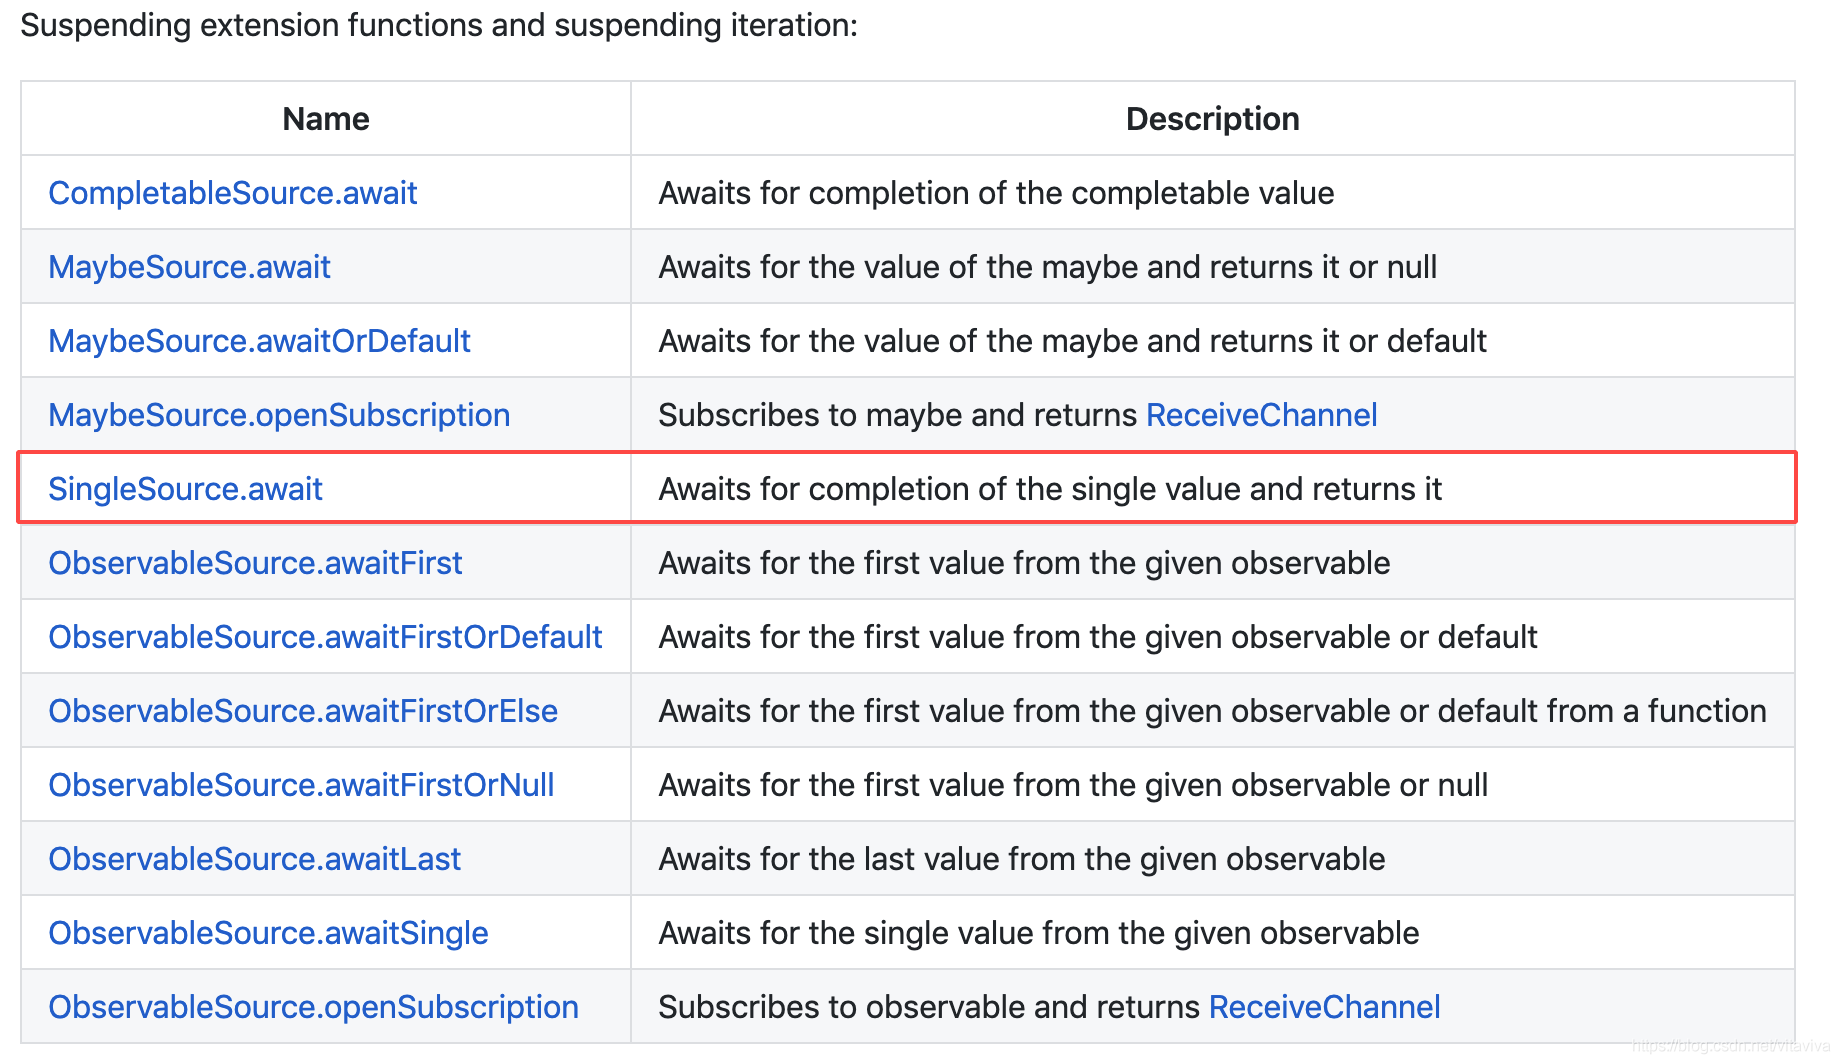 Suspending extension functions and suspending iteration:
Name Description
CompletableSource.await Awaits for completion of the completable value
MaybeSource.await Awaits for the value of the maybe and returns it or null
MaybeSource.awaitOrDefault Awaits for the value of the maybe and returns it or default
MaybeSource.openSubscription Subscribes to maybe and returns ReceiveChannel
SingleSource.await Awaits for completion of the single value and returns it
ObservableSource.awaitFirst Awaits for the first value from the given observable
ObservableSource.awaitFirstOrDefault Awaits for the first value from the given observable or default
ObservableSource.awaitFirstOrElse Awaits for the first value from the given observable or default from a function
ObservableSource.awaitFirstOrNull Awaits for the first value from the given observable or null
ObservableSource.awaitLast Awaits for the last value from the given observable
ObservableSource.awaitSingle Awaits for the single value from the given observable
ObservableSource.openSubscription Subscribes to observable and returns ReceiveChannel
https://blog.csdn.net/vitaviva